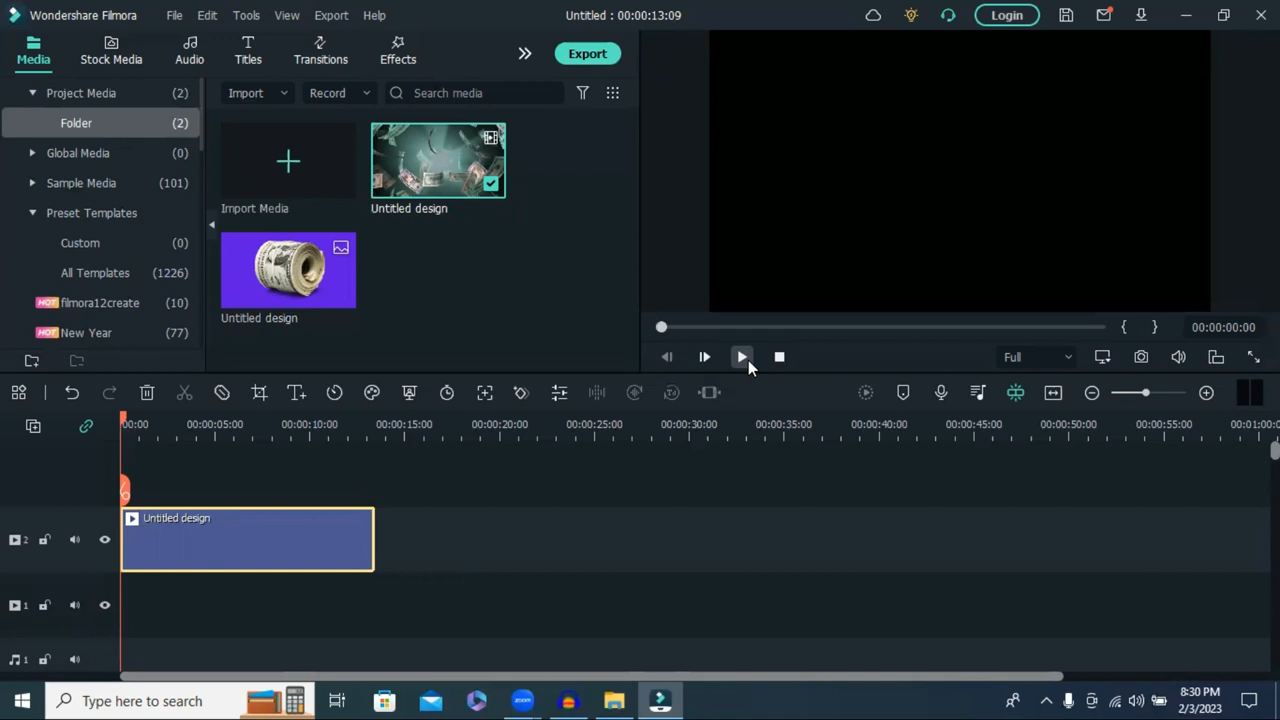 Wondershare Filmora
File
Edit
Tools
View
Export
Help
Untitled : 00:00:13:09
Login
Media
Stock Media
Audio
Titles
Transitions
Effects
Export
Project Media (2)
Folder (2)
Global Media (0)
Sample Media (101)
Preset Templates
Custom (0)
All Templates (1226)
HOT filmora12create (10)
HOT New Year (77)
Import
Record
Search media
Import Media
Untitled design
Untitled design
00:00:00:00
Full
00:00
00:00:05:00
00:00:10:00
00:00:15:00
00:00:20:00
00:00:25:00
00:00:30:00
00:00:35:00
00:00:40:00
00:00:45:00
00:00:50:00
00:00:55:00
00:01:00:0
Untitled design
2
1
1
Type here to search
zoom
8:30 PM
2/3/2023